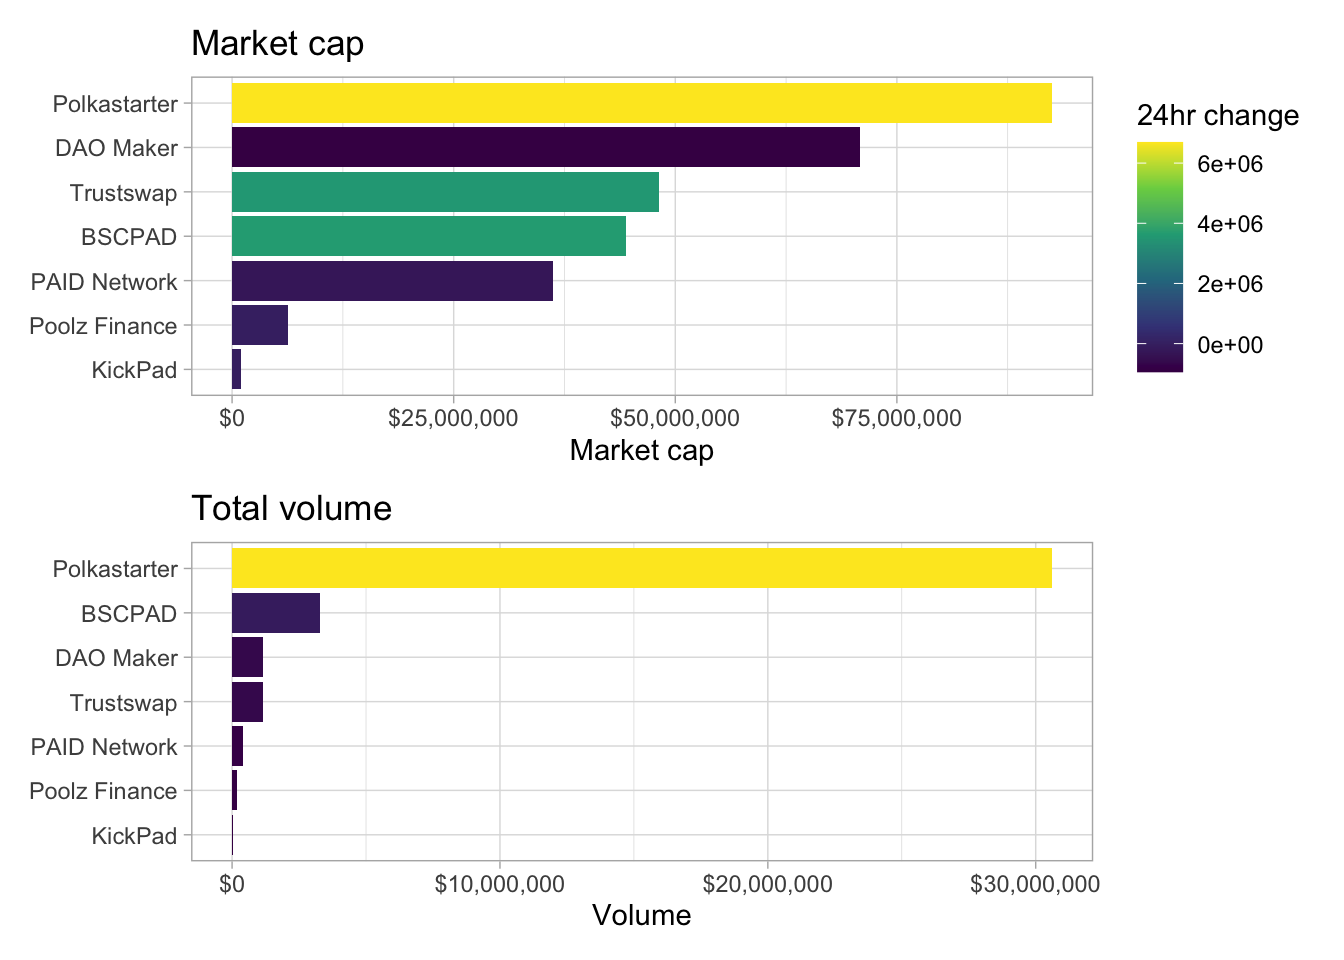 Market cap
Polkastarter
DAO Maker
Trustswap
BSCPAD
PAID Network
Poolz Finance
KickPad
$0 $25,000,000 $50,000,000 $75,000,000
Market cap
24hr change
6e+06
4e+06
2e+06
0e+00
Total volume
Polkastarter
BSCPAD
DAO Maker
Trustswap
PAID Network
Poolz Finance
KickPad
$0 $10,000,000 $20,000,000 $30,000,000
Volume